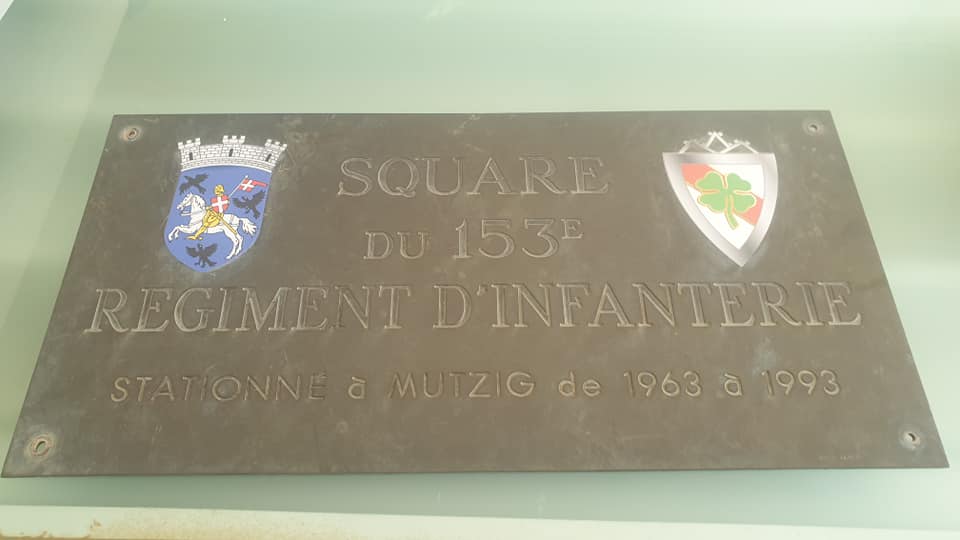 SQUARE
DU 153E
REGIMENT D'INFANTERIE
STATIONNÉ à MUTZIG de 1963 à 1993